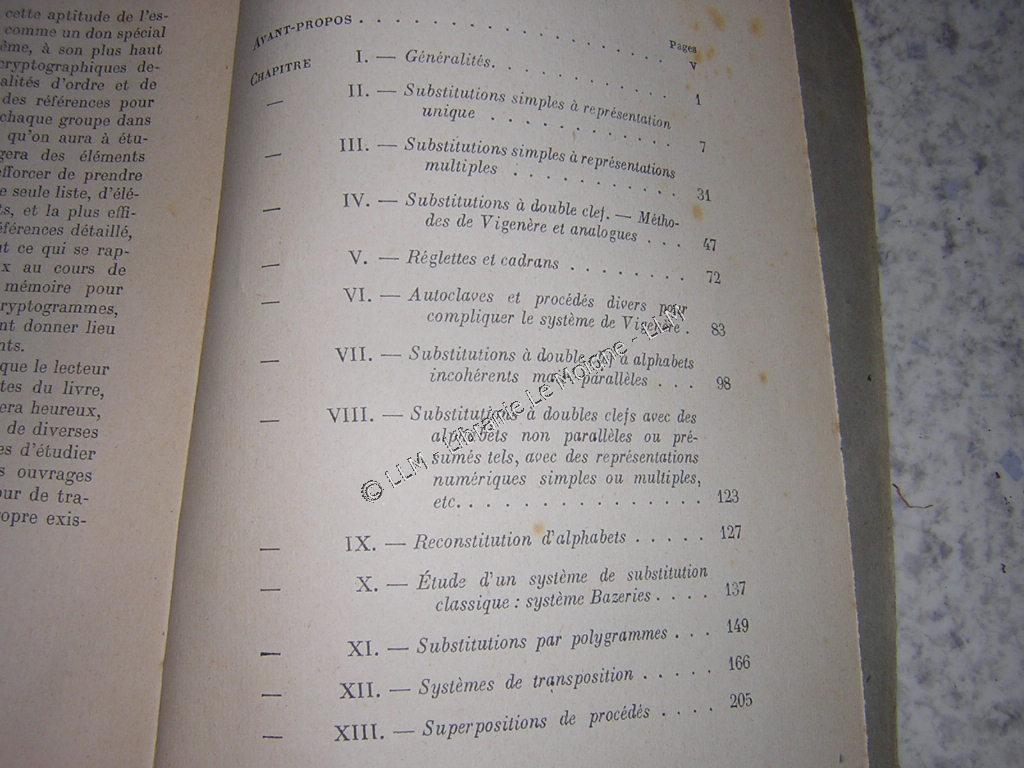 cette aptitude de l'es-
comme un don spécial
ême, à son plus haut
cryptographiques de-
alités d'ordre et de
des références pour
chaque groupe dans
qu'on aura à étu-
gera des éléments
efforcer de prendre
e seule liste, d'élé-
ts, et la plus effi-
éférences détaillé,
t ce qui se rap-
x au cours de
mémoire pour
ryptogrammes,
nt donner lieu
nts.
que le lecteur
tes du livre,
era heureux,
de diverses
es d'étudier
s ouvrages
our de tra-
opre exis-
Pages
AVANT-PROPOS . . . . . . . . . . . . . . . . . V
CHAPITRE I. — Généralités. . . . . . . . . . 1
— II. — Substitutions simples à représentation
unique . . . . . . . . . . . 7
— III. — Substitutions simples à représentations
multiples . . . . . . . . . . 31
— IV. — Substitutions à double clef. — Métho-
des de Vigenère et analogues . . . 47
— V. — Réglettes et cadrans . . . . . . . . 72
— VI. — Autoclaves et procédés divers pour
compliquer le système de Vigenère . 83
— VII. — Substitutions à double clef à alphabets
incohérents mais parallèles . . . 98
— VIII. — Substitutions à doubles clefs avec des
alphabets non parallèles ou pré-
sumés tels, avec des représentations
numériques simples ou multiples,
etc. . . . . . . . . . . . . . 123
— IX. — Reconstitution d'alphabets . . . . . 127
— X. — Étude d'un système de substitution
classique : système Bazeries . . . . 137
— XI. — Substitutions par polygrammes . . . 149
— XII. — Systèmes de transposition . . . . . 166
— XIII. — Superpositions de procédés . . . . 205
© LLM - Librairie Le Moigne - LLM